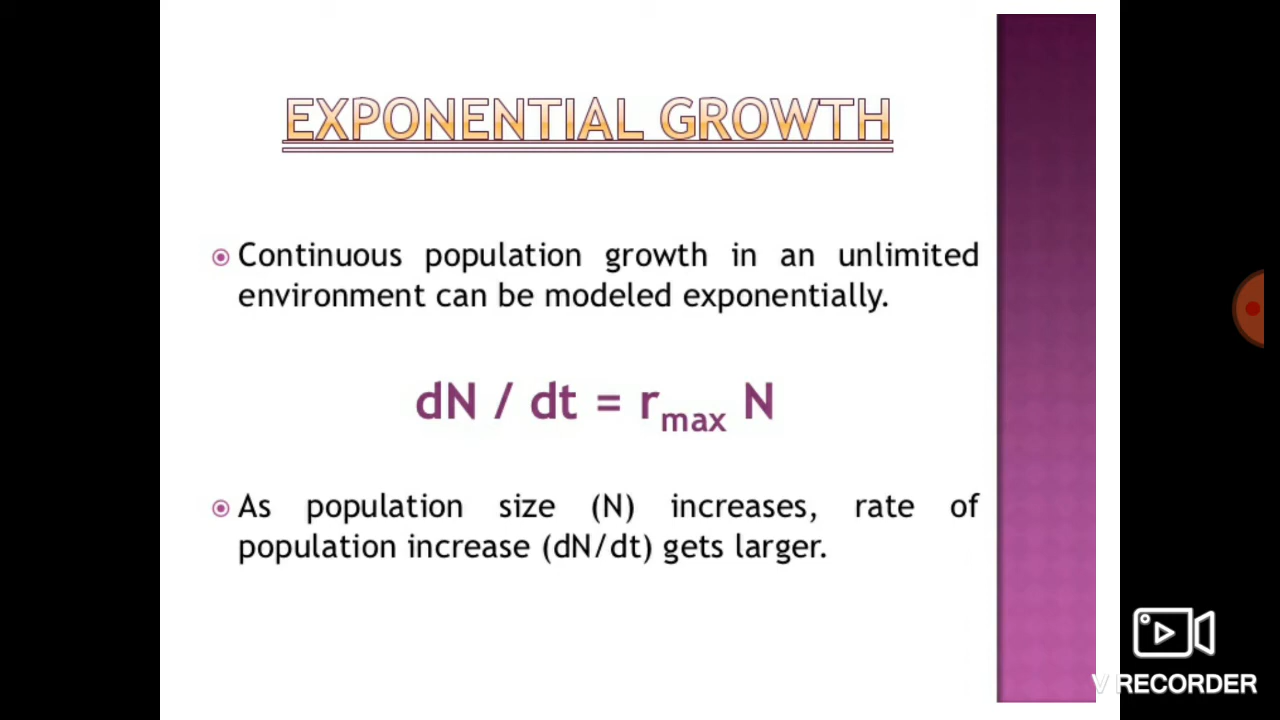 EXPONENTIAL GROWTH
Continuous population growth in an unlimited
environment can be modeled exponentially.
dN / dt = rmax N
As population size (N) increases, rate of
population increase (dN/dt) gets larger.
V RECORDER